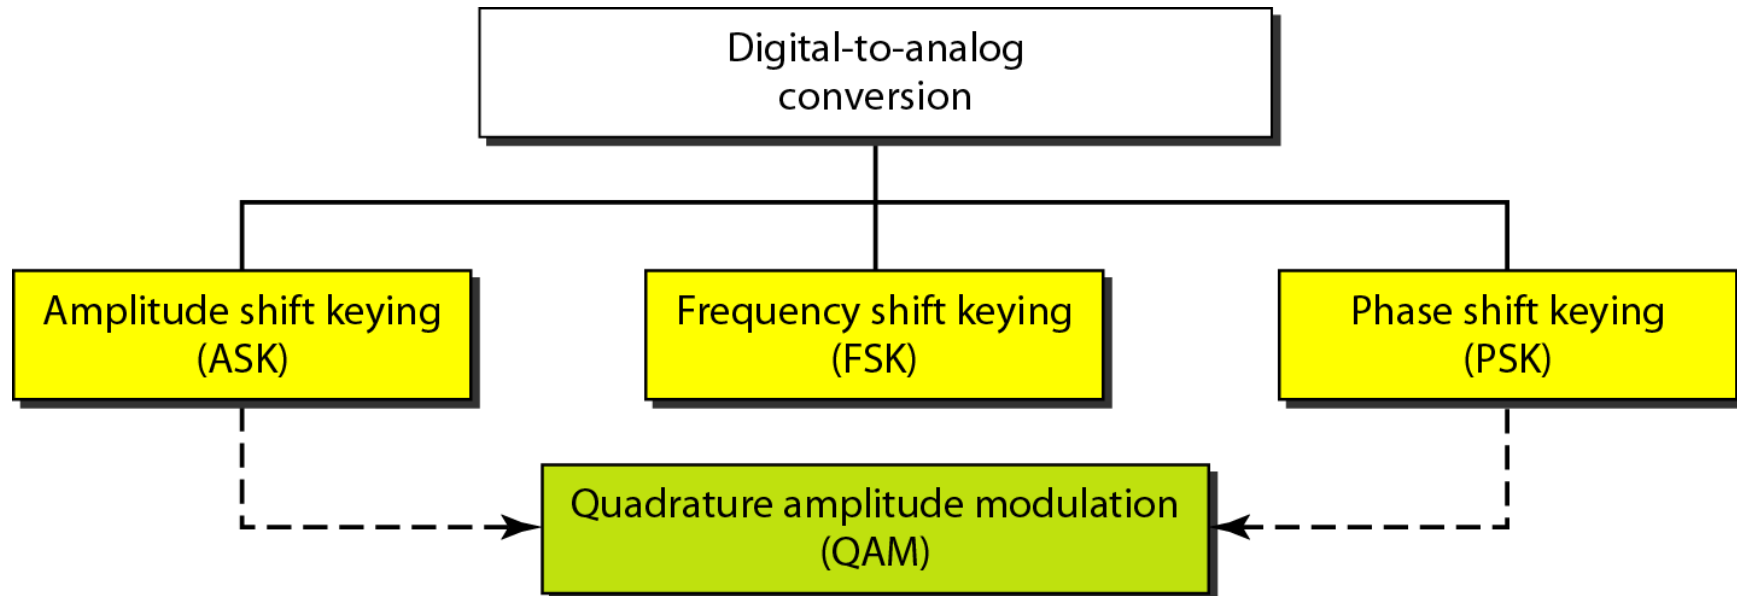 Digital-to-analog
conversion
Amplitude shift keying
(ASK)
Frequency shift keying
(FSK)
Phase shift keying
(PSK)
Quadrature amplitude modulation
(QAM)